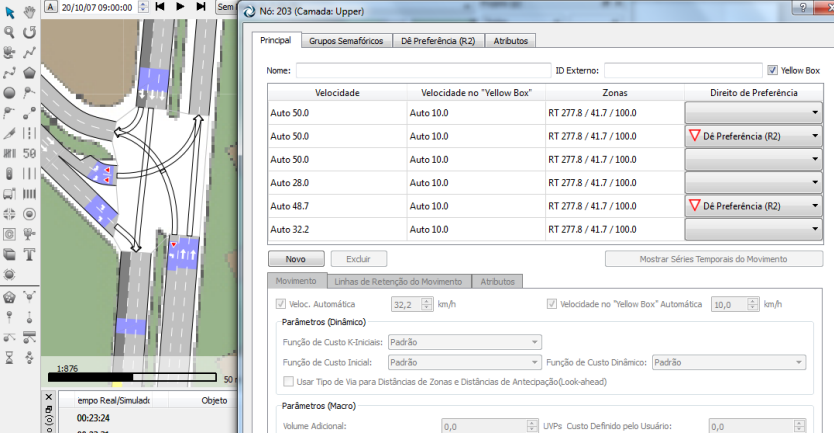 A 20/10/07 09:00:00 Sem
Nó: 203 (Camada: Upper)
Principal Grupos Semafóricos Dê Preferência (R2) Atributos
Nome: ID Externo: Yellow Box
Velocidade Velocidade no "Yellow Box" Zonas Direito de Preferência
Auto 50.0 Auto 10.0 RT 277.8 / 41.7 / 100.0
Auto 50.0 Auto 10.0 RT 277.8 / 41.7 / 100.0 Dê Preferência (R2)
Auto 50.0 Auto 10.0 RT 277.8 / 41.7 / 100.0
Auto 28.0 Auto 10.0 RT 277.8 / 41.7 / 100.0
Auto 48.7 Auto 10.0 RT 277.8 / 41.7 / 100.0 Dê Preferência (R2)
Auto 32.2 Auto 10.0 RT 277.8 / 41.7 / 100.0
Novo Excluir Mostrar Séries Temporais do Movimento
Movimento Linhas de Retenção do Movimento Atributos
Veloc. Automática 32,2 km/h Velocidade no "Yellow Box" Automática 10,0 km/h
Parâmetros (Dinâmico)
Função de Custo K-Iniciais: Padrão
Função de Custo Inicial: Padrão Função de Custo Dinâmico: Padrão
Usar Tipo de Via para Distâncias de Zonas e Distâncias de Antecipação(Look-ahead)
Parâmetros (Macro)
Volume Adicional: 0,0 UVPs Custo Definido pelo Usuário: 0,0
50
1:876
50
empo Real/Simulado Objeto
00:23:24